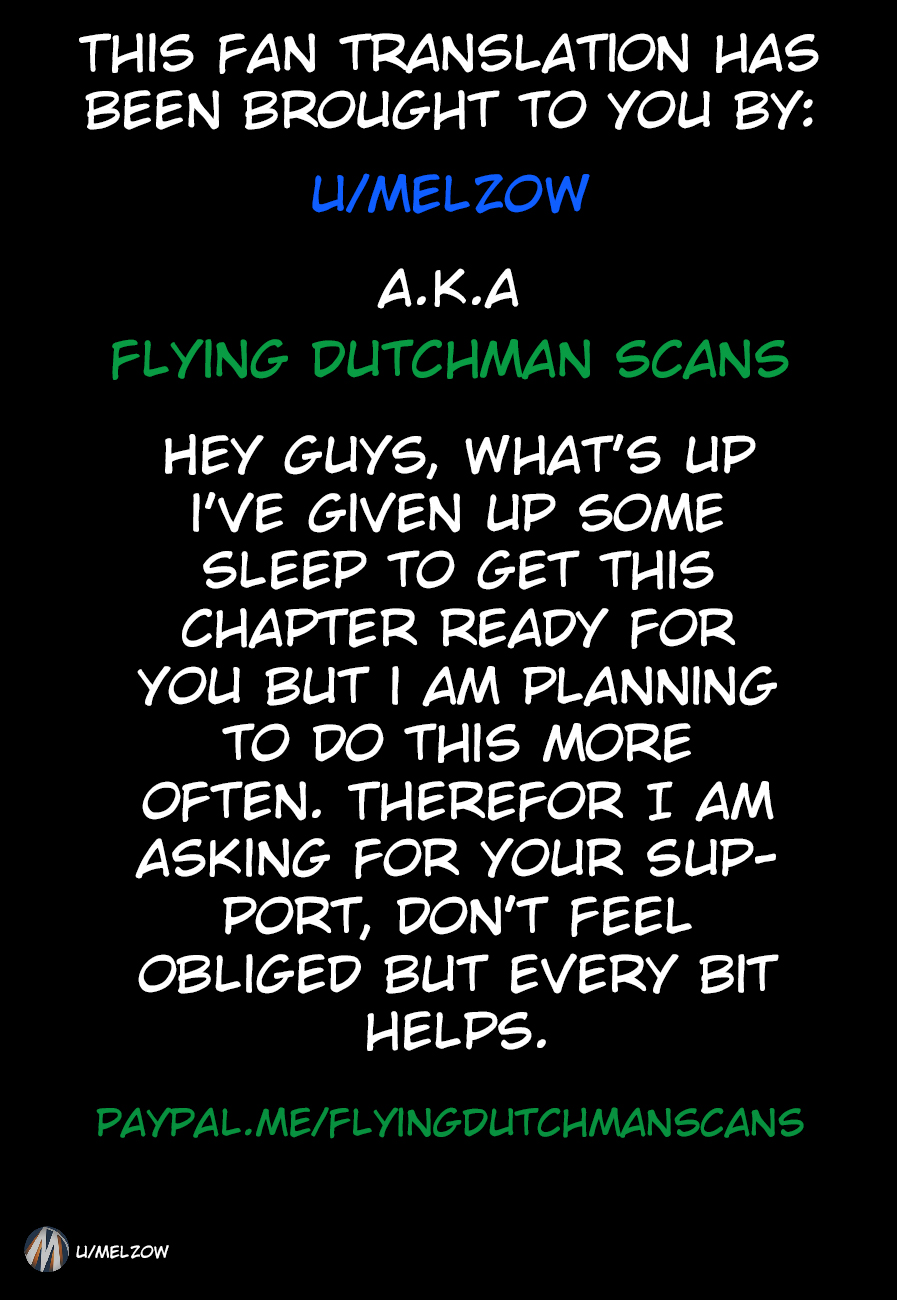 THIS FAN TRANSLATION HAS
BEEN BROUGHT TO YOU BY:
U/MELZOW
A.K.A
FLYING DUTCHMAN SCANS
HEY GUYS, WHAT'S UP
I'VE GIVEN UP SOME
SLEEP TO GET THIS
CHAPTER READY FOR
YOU BUT I AM PLANNING
TO DO THIS MORE
OFTEN. THEREFOR I AM
ASKING FOR YOUR SUP-
PORT, DON'T FEEL
OBLIGED BUT EVERY BIT
HELPS.
PAYPAL.ME/FLYINGDUTCHMANSCANS
M U/MELZOW